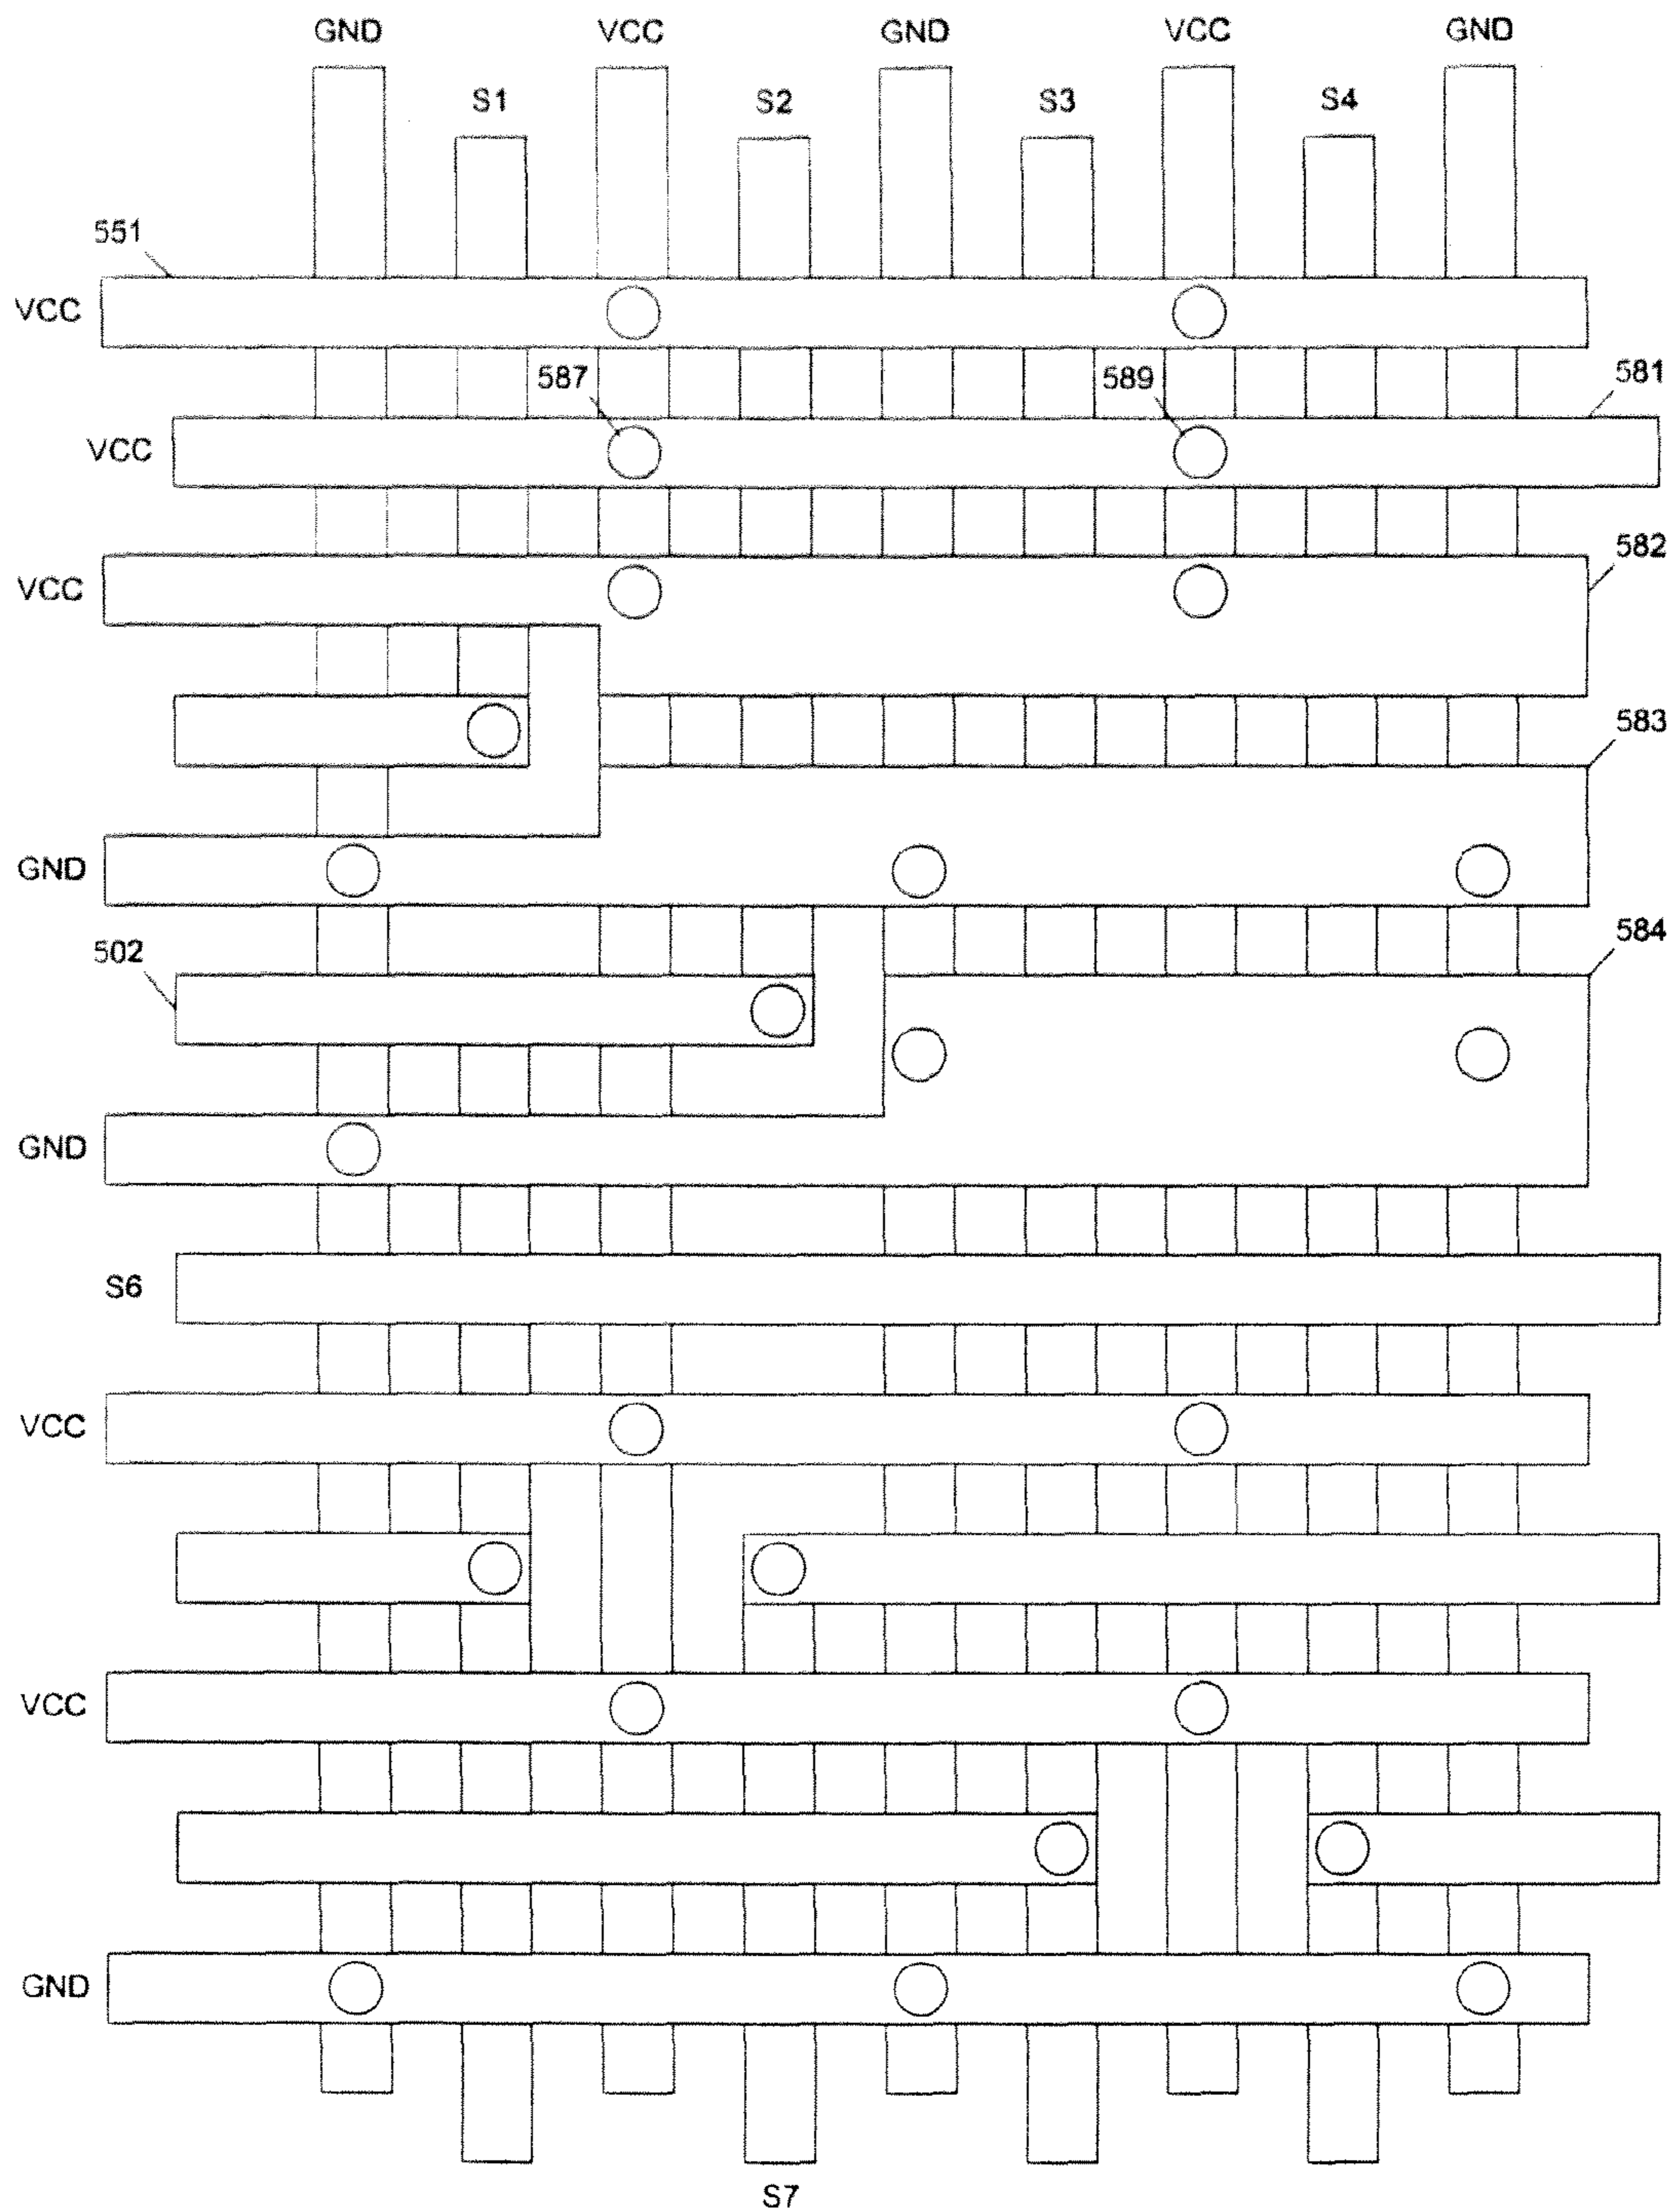 GND VCC GND VCC GND
S1 S2 S3 S4
551
VCC
587 589 581
VCC
582
VCC
583
GND
502 584
GND
S6
VCC
VCC
GND
S7